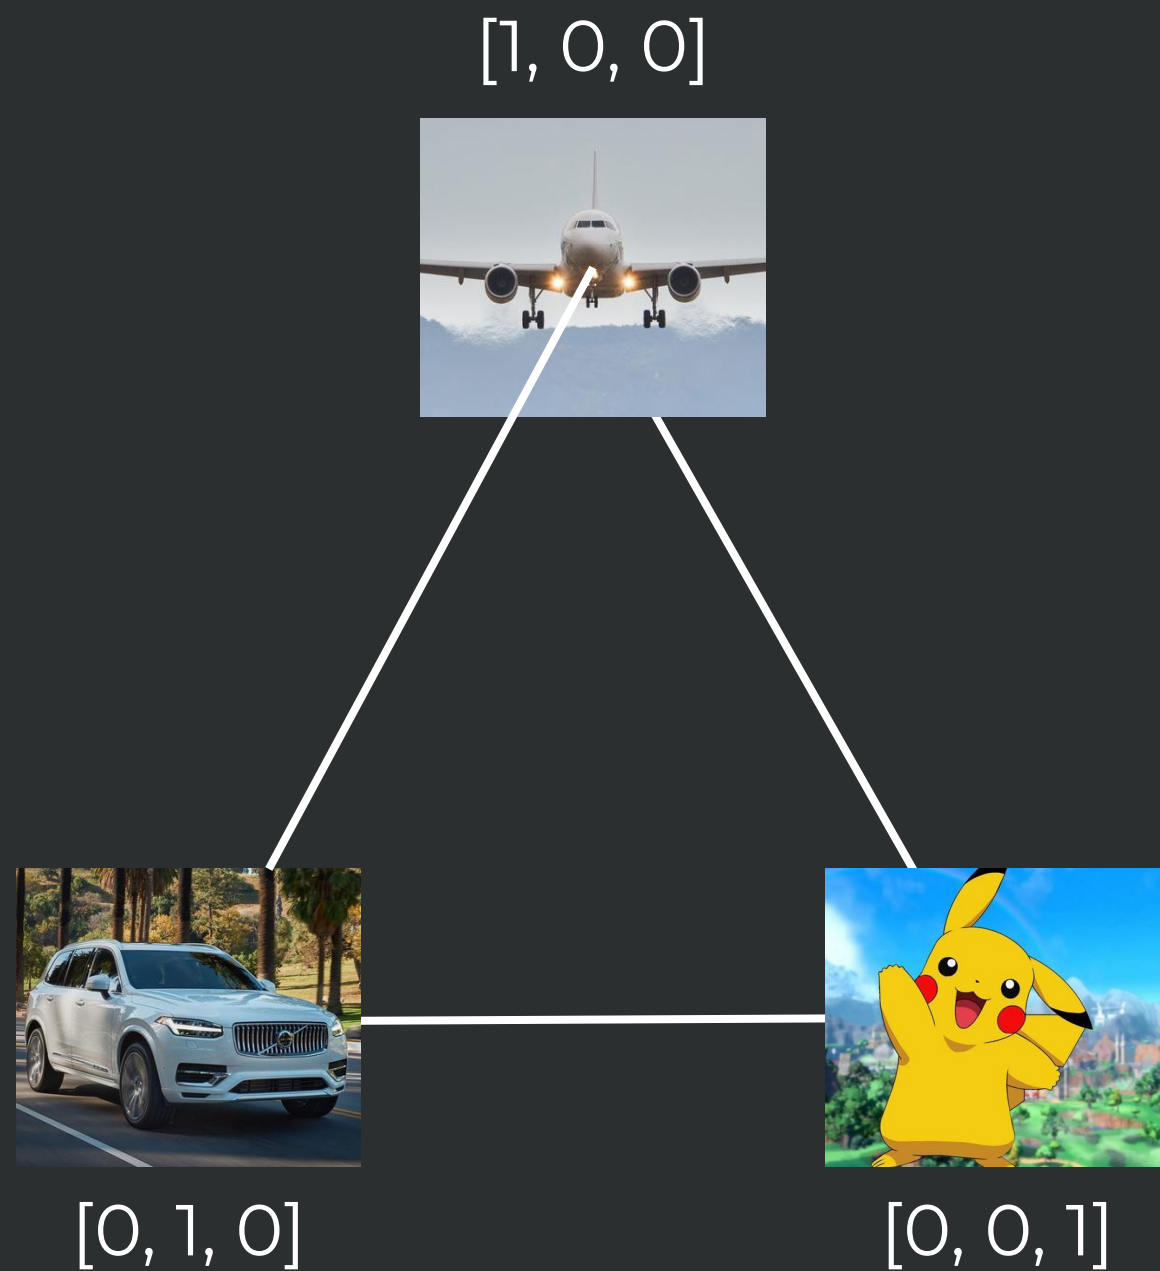 [1, 0, 0]
[0, 1, 0]
[0, 0, 1]